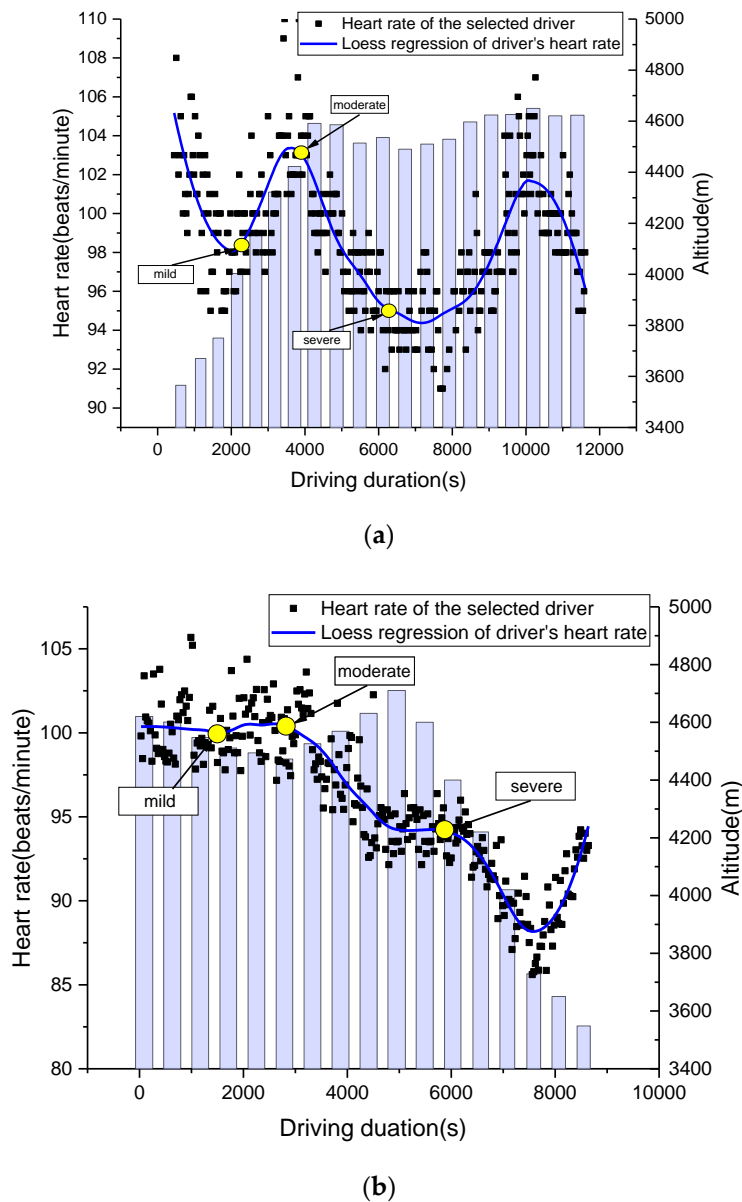 Heart rate of the selected driver
Loess regression of driver's heart rate
110
108
106
104
102
100
98
96
94
92
90
Heart rate(beats/minute)
5000
4800
4600
4400
4200
4000
3800
3600
3400
Altitude(m)
moderate
mild
severe
0 2000 4000 6000 8000 10000 12000
Driving duration(s)
(a)
Heart rate of the selected driver
Loess regression of driver's heart rate
105
100
95
90
85
80
Heart rate(beats/minute)
5000
4800
4600
4400
4200
4000
3800
3600
3400
Altitude(m)
moderate
mild
severe
0 2000 4000 6000 8000 10000
Driving duation(s)
(b)